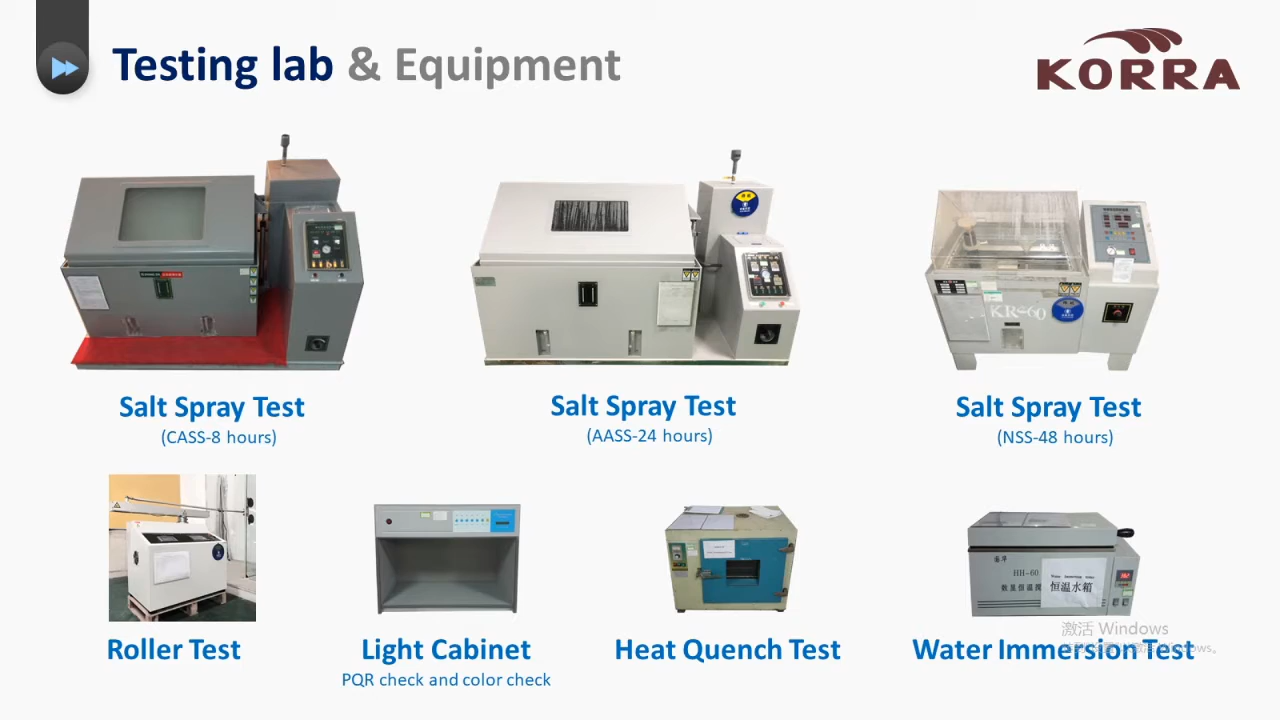 Testing lab & Equipment
KORRA
KR-60
Salt Spray Test
(CASS-8 hours)
Salt Spray Test
(AASS-24 hours)
Salt Spray Test
(NSS-48 hours)
HH-60
恒温水箱
Roller Test
Light Cabinet
PQR check and color check
Heat Quench Test
Water Immersion Test
激活 Windows